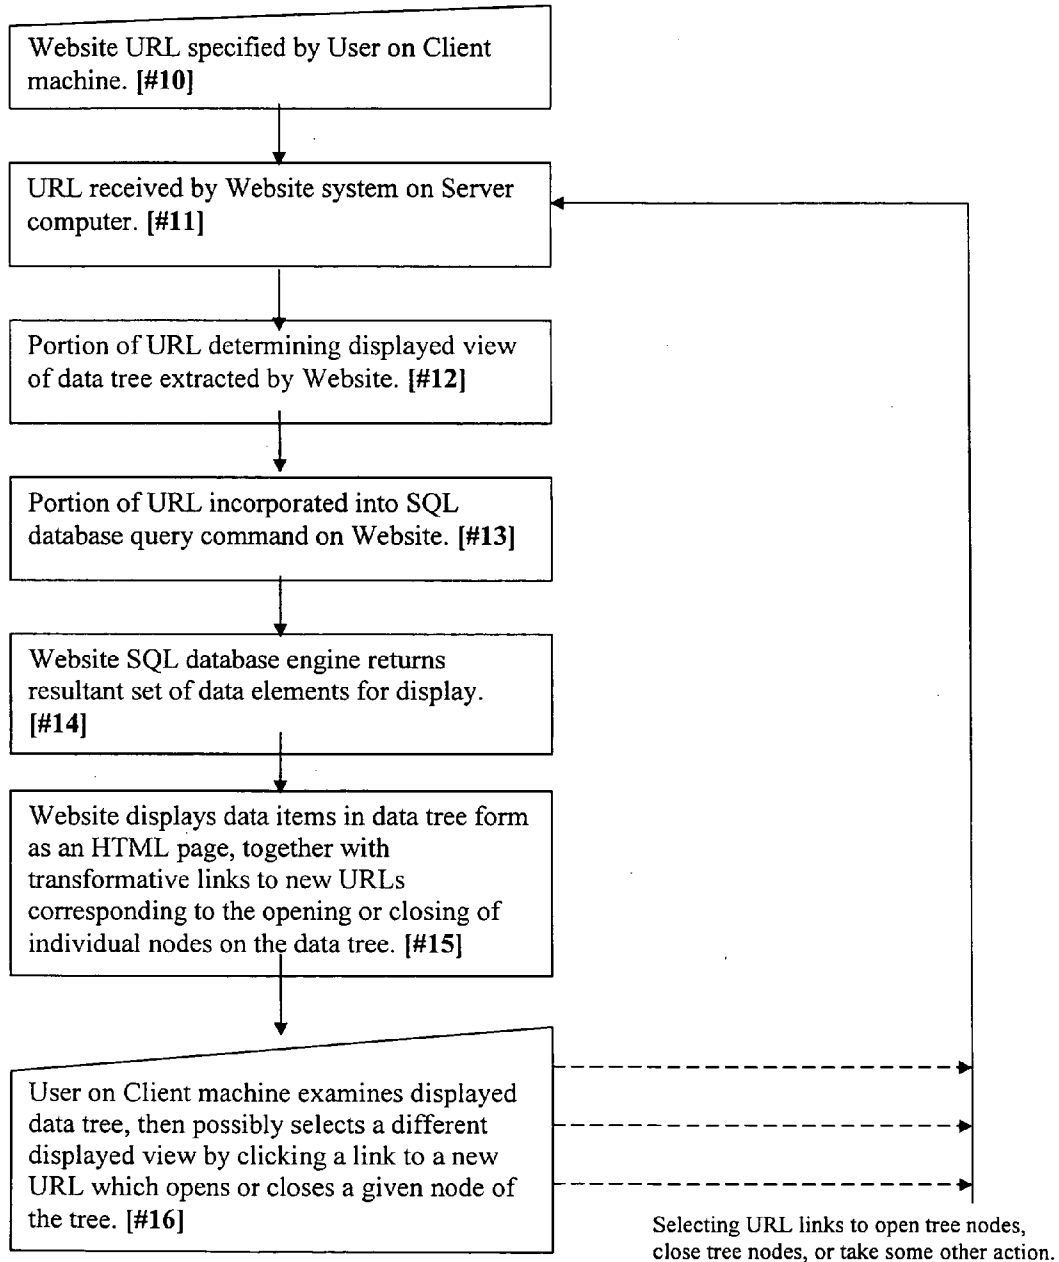 Website URL specified by User on Client
machine. [#10]
URL received by Website system on Server
computer. [#11]
Portion of URL determining displayed view
of data tree extracted by Website. [#12]
Portion of URL incorporated into SQL
database query command on Website. [#13]
Website SQL database engine returns
resultant set of data elements for display.
[#14]
Website displays data items in data tree form
as an HTML page, together with
transformative links to new URLs
corresponding to the opening or closing of
individual nodes on the data tree. [#15]
User on Client machine examines displayed
data tree, then possibly selects a different
displayed view by clicking a link to a new
URL which opens or closes a given node of
the tree. [#16]
Selecting URL links to open tree nodes,
close tree nodes, or take some other action.